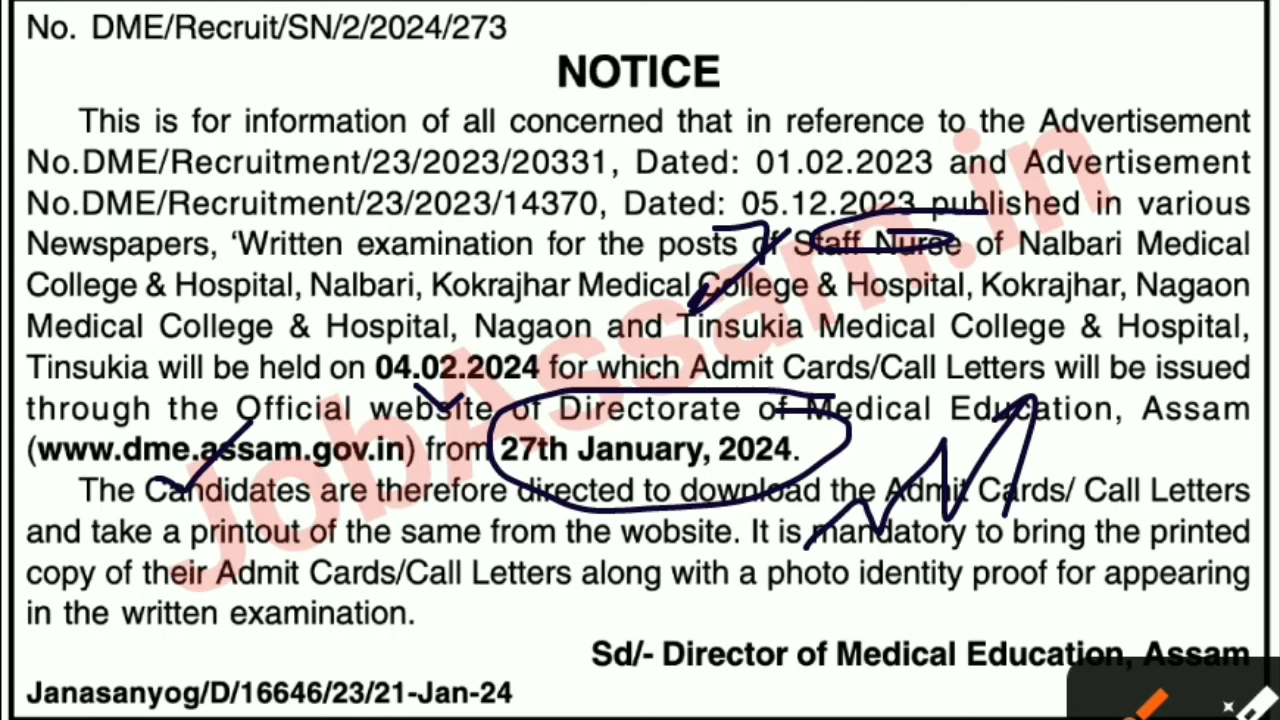 No. DME/Recruit/SN/2/2024/273
NOTICE
This is for information of all concerned that in reference to the Advertisement
No.DME/Recruitment/23/2023/20331, Dated: 01.02.2023 and Advertisement
No.DME/Recruitment/23/2023/14370, Dated: 05.12.2023 published in various
Newspapers, ‘Written examination for the posts of Staff Nurse of Nalbari Medical
College & Hospital, Nalbari, Kokrajhar Medical College & Hospital, Kokrajhar, Nagaon
Medical College & Hospital, Nagaon and Tinsukia Medical College & Hospital,
Tinsukia will be held on 04.02.2024 for which Admit Cards/Call Letters will be issued
through the Official website of Directorate of Medical Education, Assam
(www.dme.assam.gov.in) from 27th January, 2024.
The Candidates are therefore directed to download the Admit Cards/ Call Letters
and take a printout of the same from the wobsite. It is mandatory to bring the printed
copy of their Admit Cards/Call Letters along with a photo identity proof for appearing
in the written examination.
Sd/- Director of Medical Education, Assam
Janasanyog/D/16646/23/21-Jan-24
JobAssam.in